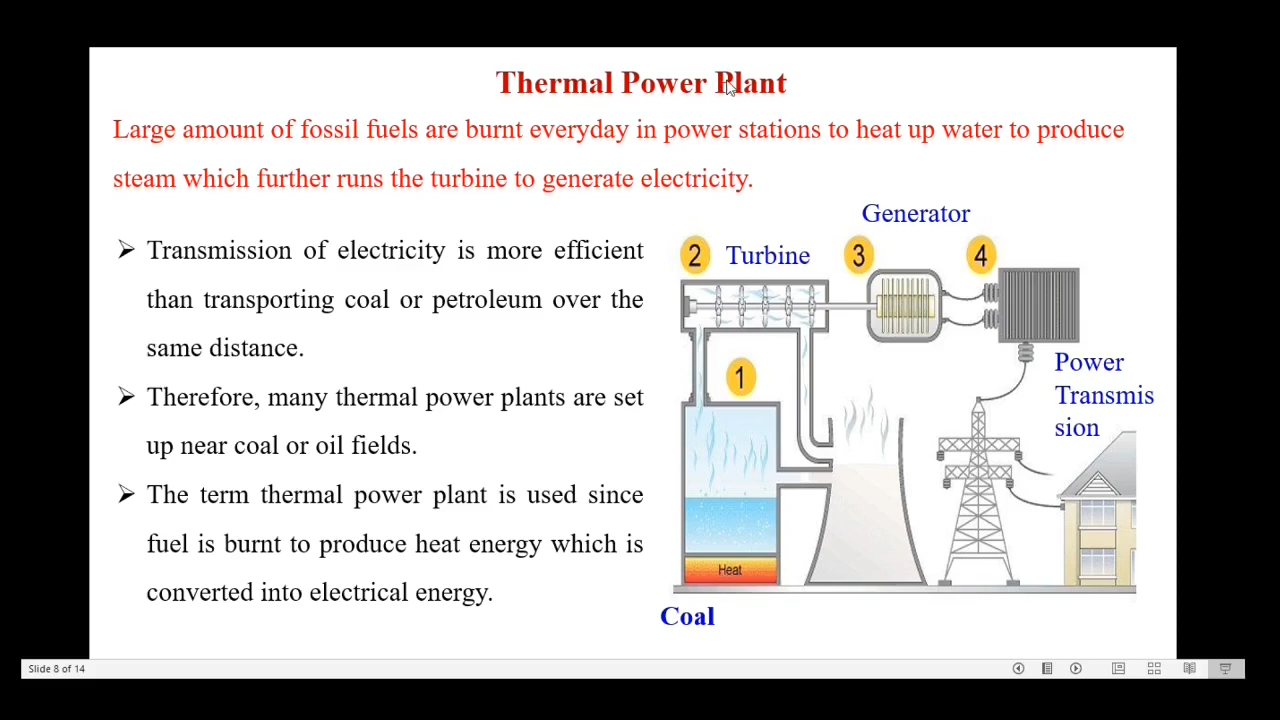 Thermal Power Plant
Large amount of fossil fuels are burnt everyday in power stations to heat up water to produce
steam which further runs the turbine to generate electricity.
➢ Transmission of electricity is more efficient
than transporting coal or petroleum over the
same distance.
➢ Therefore, many thermal power plants are set
up near coal or oil fields.
➢ The term thermal power plant is used since
fuel is burnt to produce heat energy which is
converted into electrical energy.
Generator
2 Turbine 3 4
1
Power
Transmis
sion
Heat
Coal
Slide 8 of 14